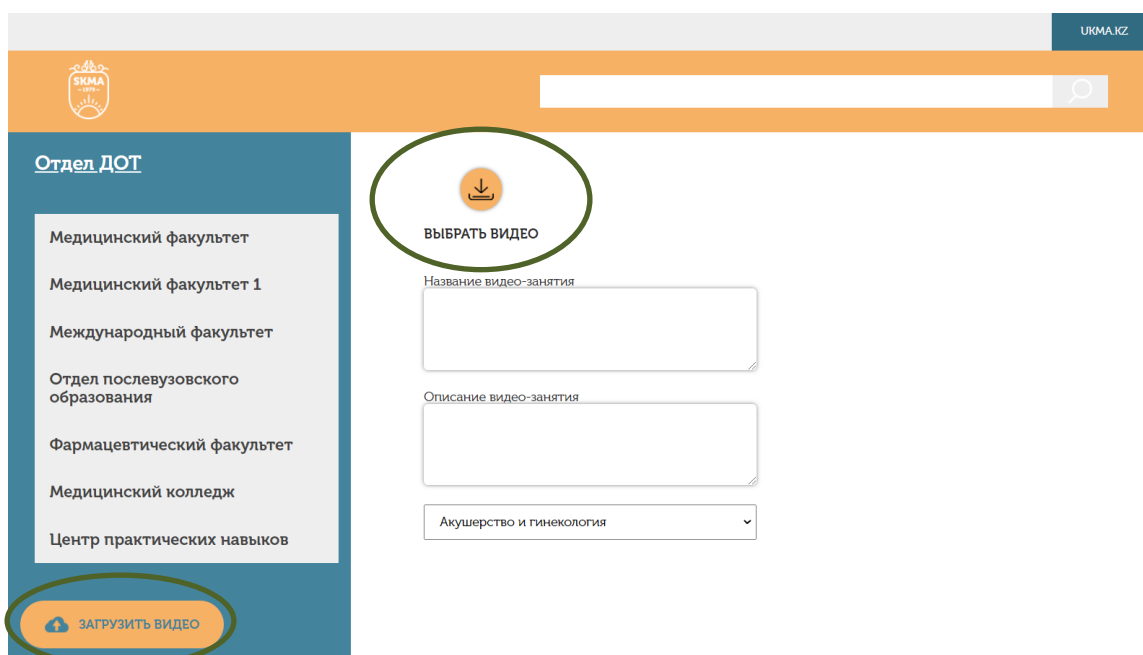 UKMA.KZ
SKMA
-1979-
Отдел ДОТ
Медицинский факультет
Медицинский факультет 1
Международный факультет
Отдел послевузовского
образования
Фармацевтический факультет
Медицинский колледж
Центр практических навыков
ЗАГРУЗИТЬ ВИДЕО
ВЫБРАТЬ ВИДЕО
Название видео-занятия
Описание видео-занятия
Акушерство и гинекология